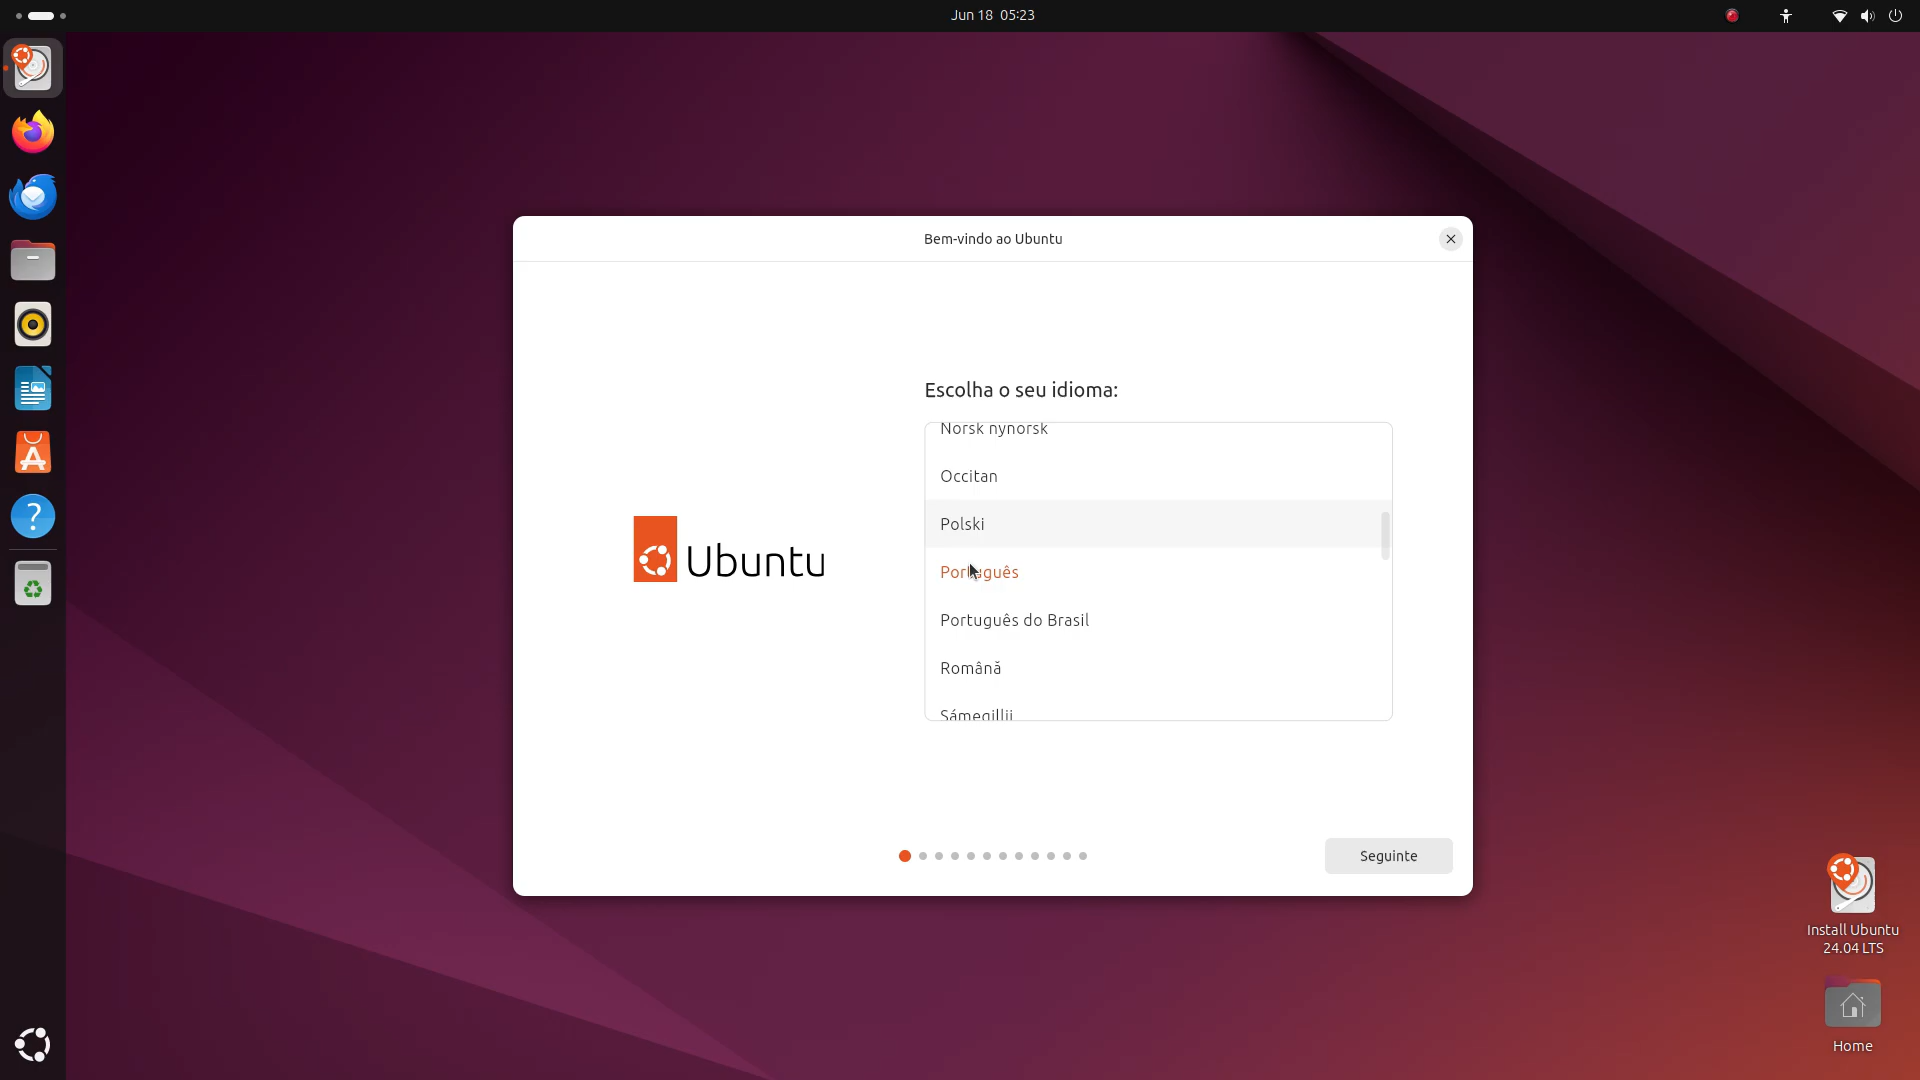 Jun 18 05:23
Bem-vindo ao Ubuntu
Escolha o seu idioma:
Norsk nynorsk
Occitan
Polski
Português
Português do Brasil
Română
Sámegillii
Ubuntu
Seguinte
Install Ubuntu
24.04 LTS
Home